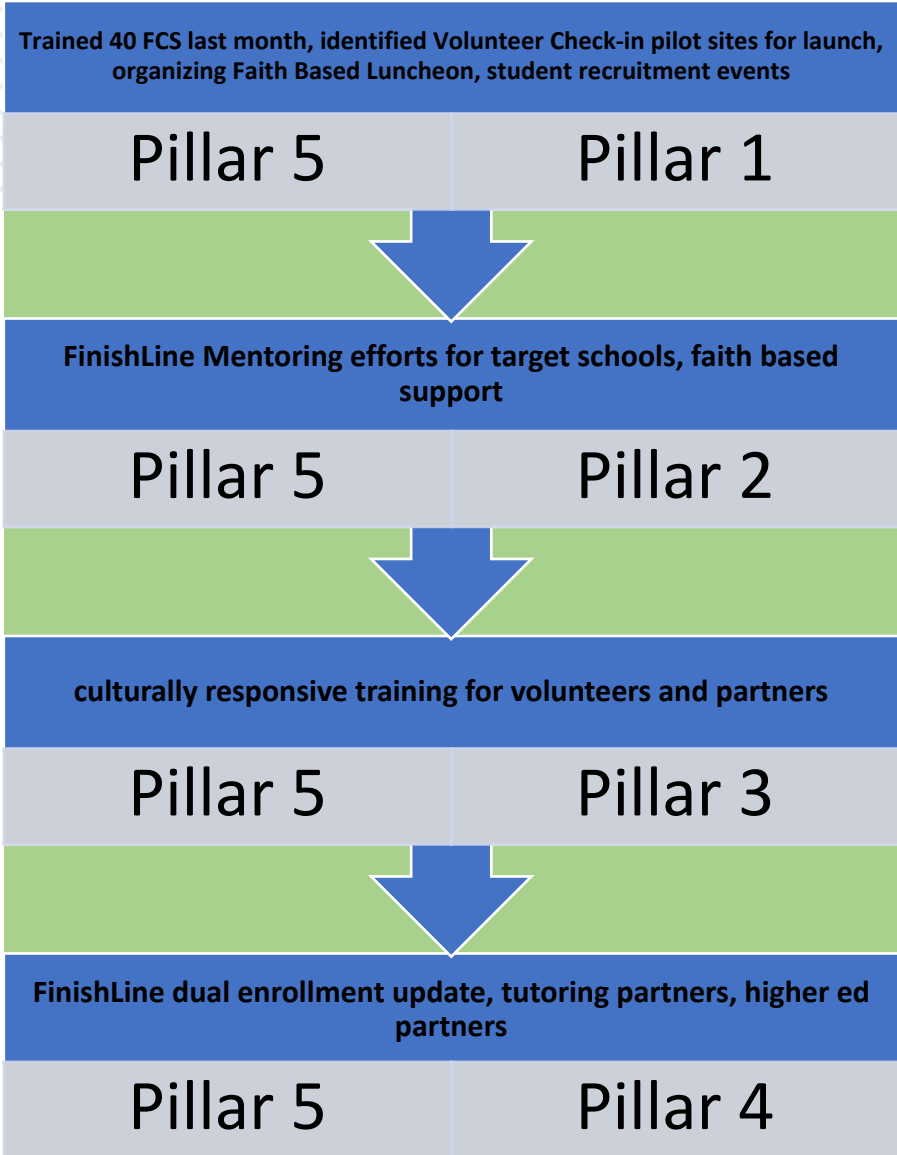 Trained 40 FCS last month, identified Volunteer Check-in pilot sites for launch,
organizing Faith Based Luncheon, student recruitment events
Pillar 5 Pillar 1
FinishLine Mentoring efforts for target schools, faith based
support
Pillar 5 Pillar 2
culturally responsive training for volunteers and partners
Pillar 5 Pillar 3
FinishLine dual enrollment update, tutoring partners, higher ed
partners
Pillar 5 Pillar 4